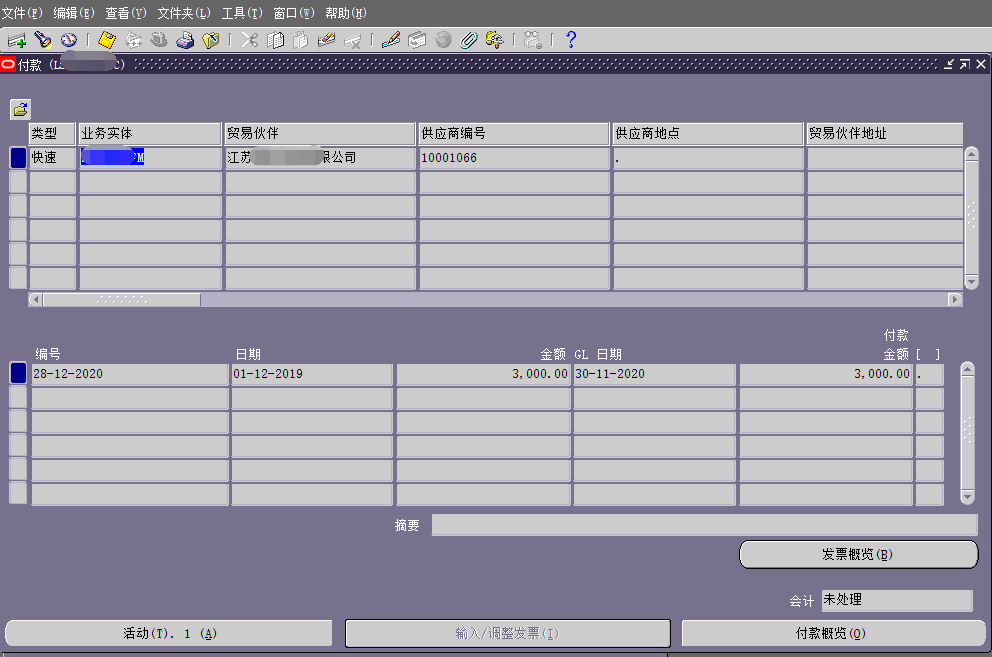 文件(F) 编辑(E) 查看(V) 文件夹(L) 工具(T) 窗口(W) 帮助(H)
付款
类型 业务实体 贸易伙伴 供应商编号 供应商地点 贸易伙伴地址
快速 江苏 限公司 10001066 .
付款
编号 日期 金额 GL 日期 金额 [ ]
28-12-2020 01-12-2019 3,000.00 30-11-2020 3,000.00 .
摘要
发票概览(B)
会计 未处理
活动(T). 1 (A) 输入/调整发票(I) 付款概览(O)